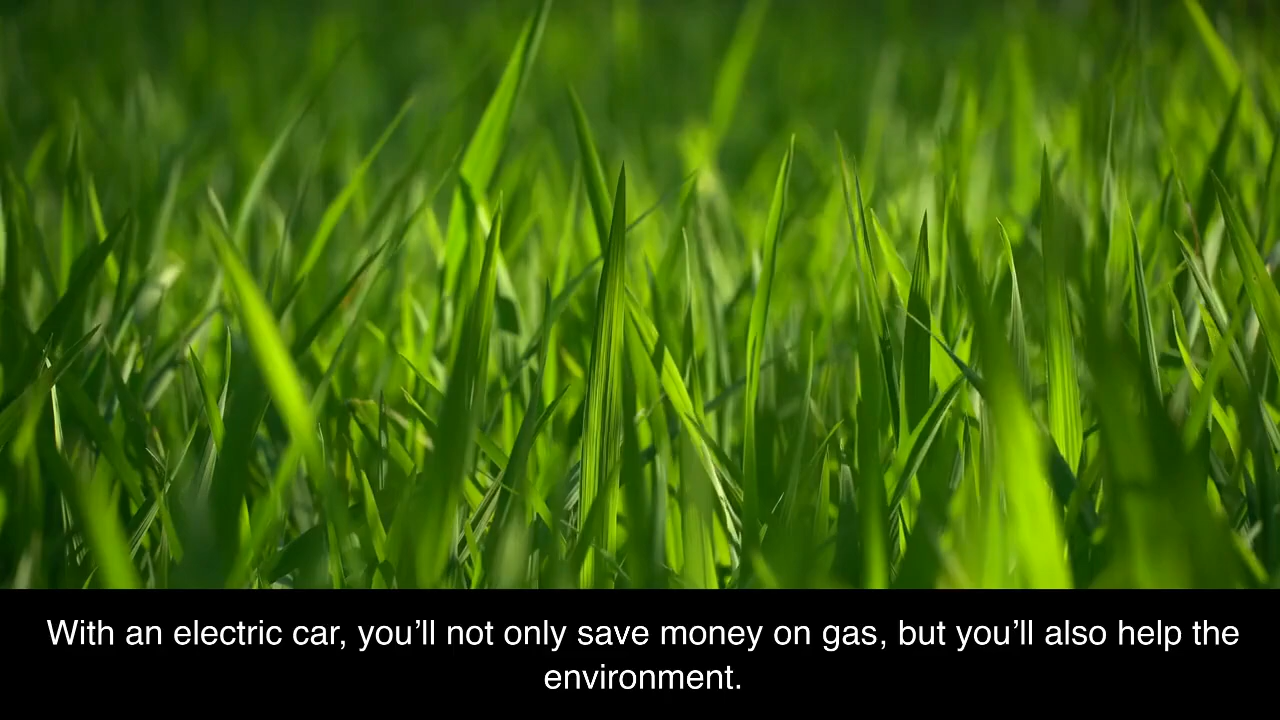 With an electric car, you’ll not only save money on gas, but you’ll also help the
environment.